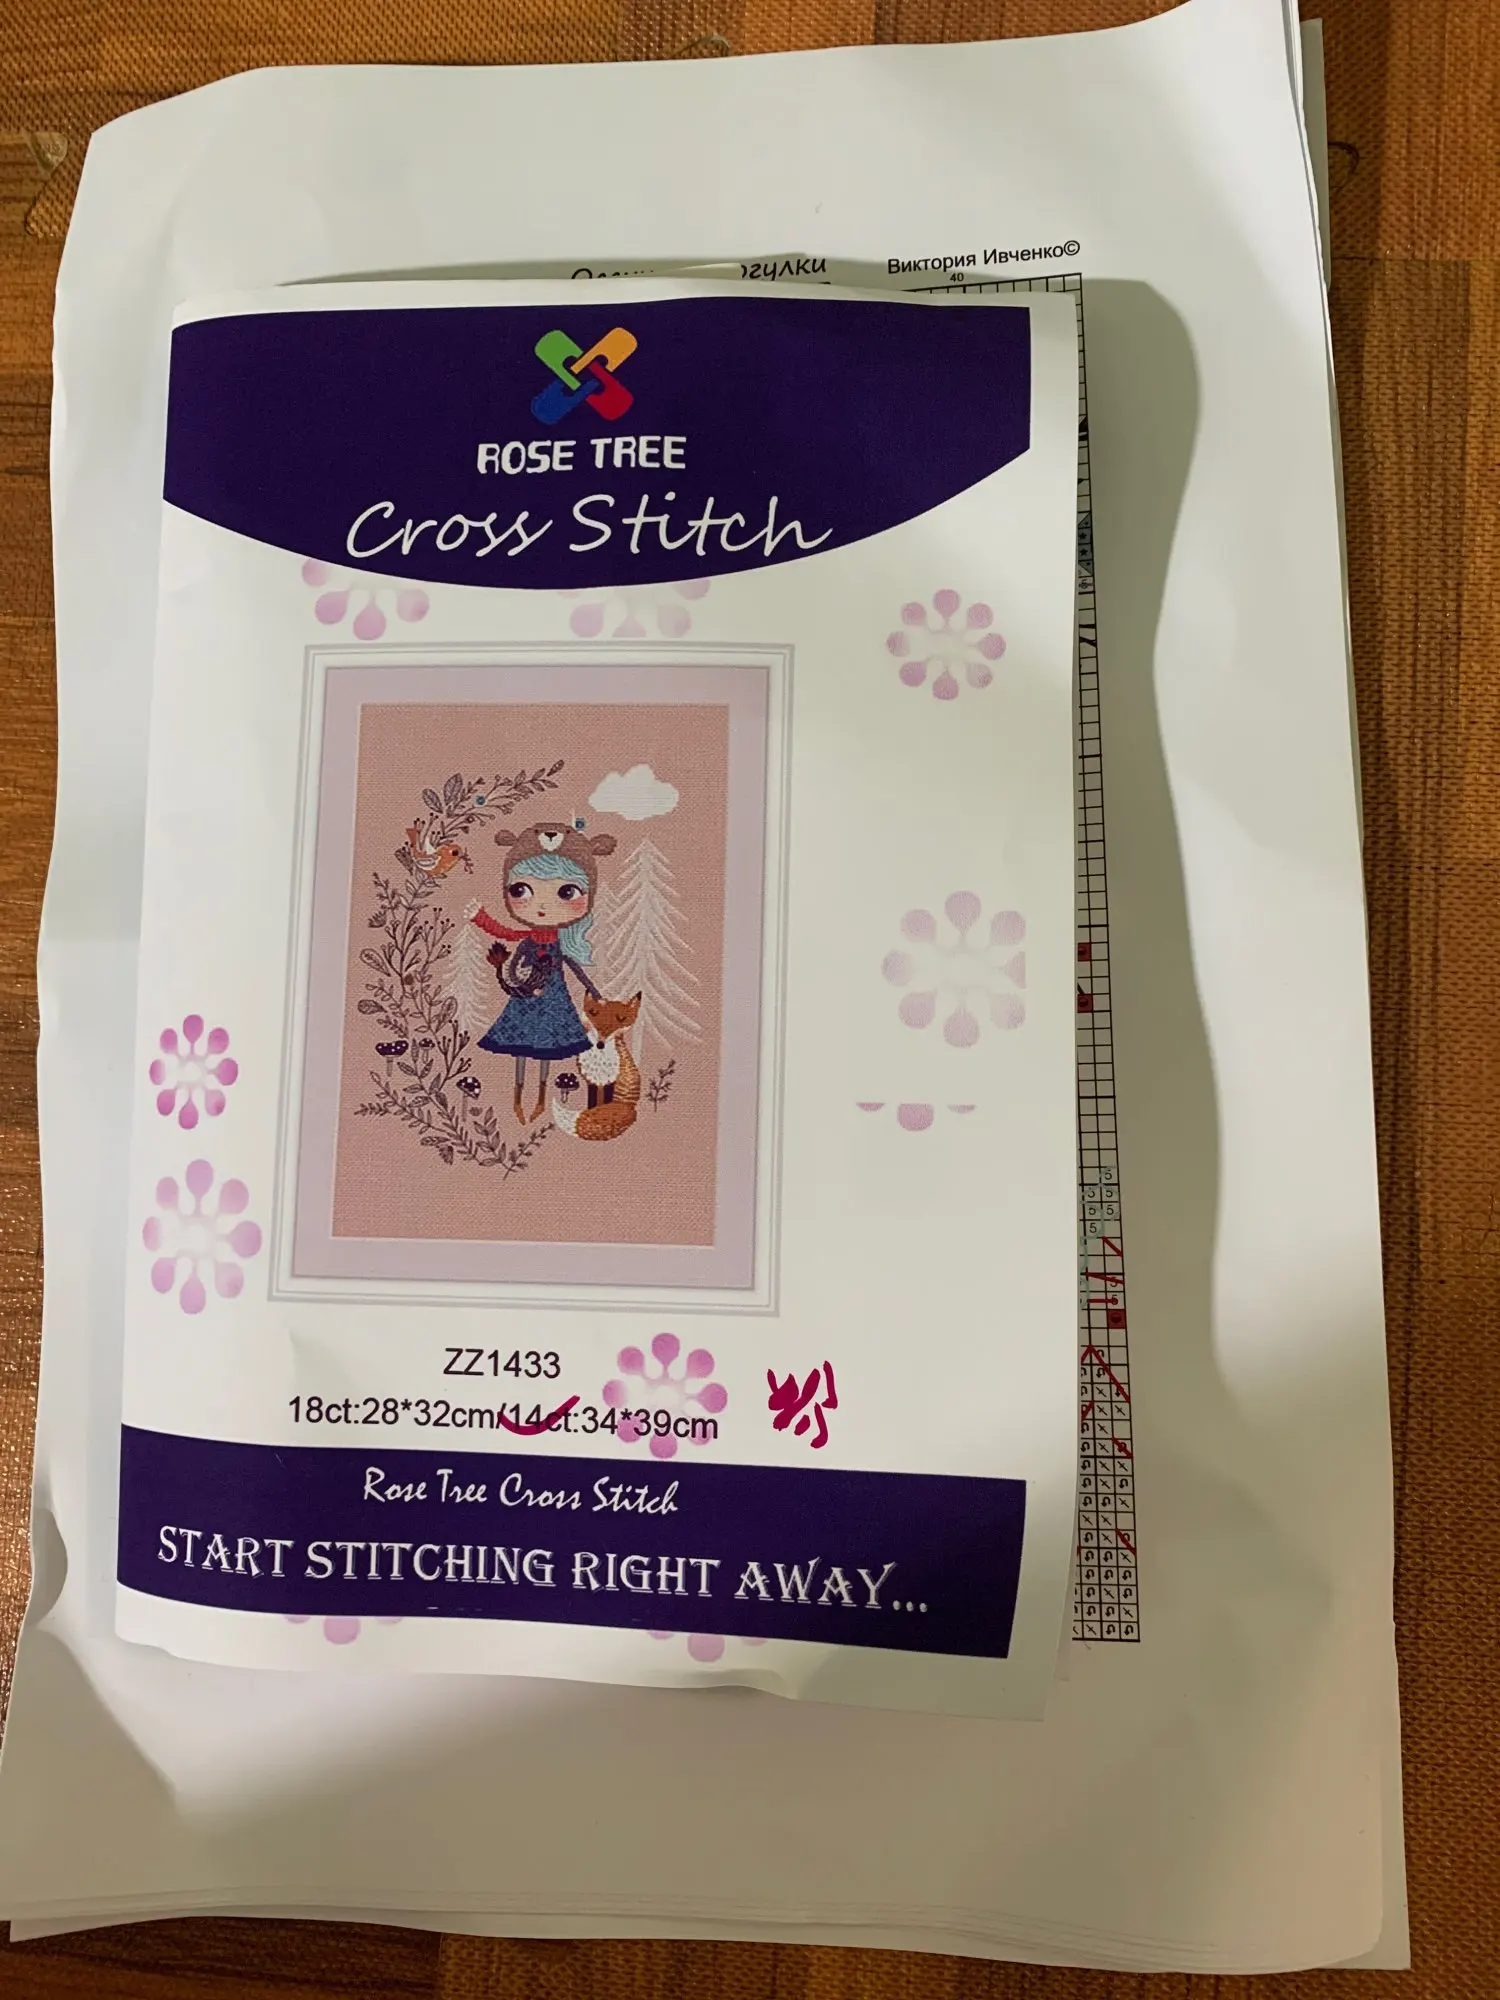 Виктория Ивченко©
40
ROSE TREE
Cross Stitch
ZZ1433
18ct:28*32cm/14ct:34*39cm
Rose Tree Cross Stitch
START STITCHING RIGHT AWAY...